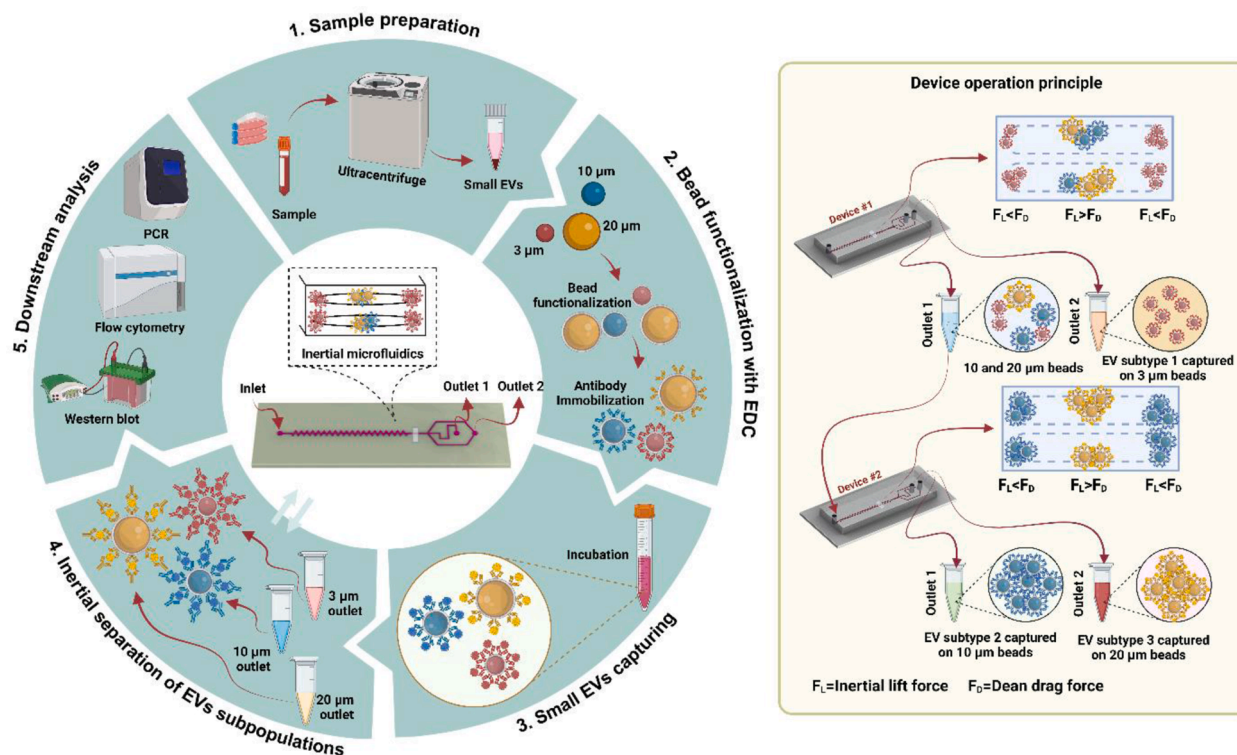 1. Sample preparation
Ultracentrifuge
Small EVs
Sample
2. Bead functionalization with EDC
10 μm
20 μm
3 μm
Bead
functionalization
Antibody
Immobilization
3. Small EVs capturing
Incubation
4. Inertial separation of EVs subpopulations
3 μm
outlet
10 μm
outlet
20 μm
outlet
5. Downstream analysis
PCR
Flow cytometry
Western blot
Inertial microfluidics
Inlet
Outlet 1
Outlet 2
Device operation principle
Device #1
FL<FD
FL>FD
FL<FD
Outlet 1
10 and 20 μm beads
Outlet 2
EV subtype 1 captured
on 3 μm beads
Device #2
FL<FD
FL>FD
FL<FD
Outlet 1
EV subtype 2 captured
on 10 μm beads
Outlet 2
EV subtype 3 captured
on 20 μm beads
FL=Inertial lift force
FD=Dean drag force